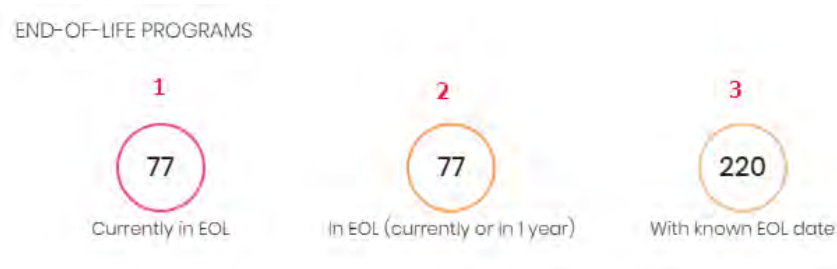 END-OF-LIFE PROGRAMS
1 2 3
77 77 220
Currently in EOL In EOL (currently or in 1 year) With known EOL date